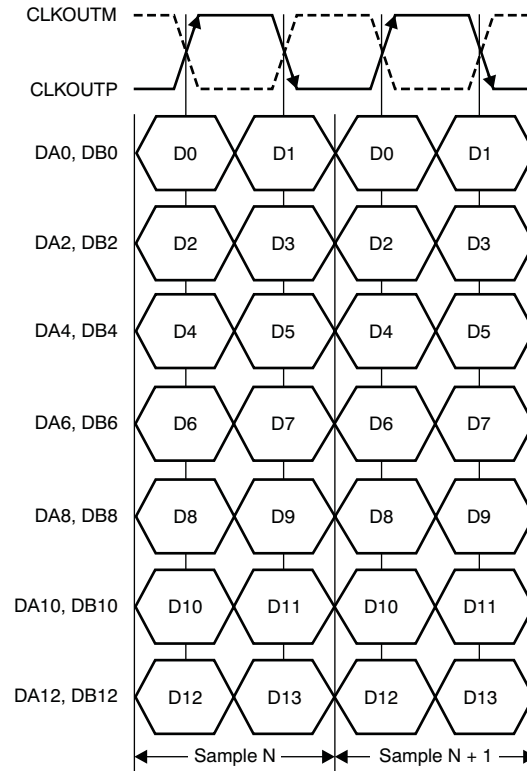 CLKOUTM
CLKOUTP
DA0, DB0 D0 D1 D0 D1
DA2, DB2 D2 D3 D2 D3
DA4, DB4 D4 D5 D4 D5
DA6, DB6 D6 D7 D6 D7
DA8, DB8 D8 D9 D8 D9
DA10, DB10 D10 D11 D10 D11
DA12, DB12 D12 D13 D12 D13
Sample N Sample N + 1